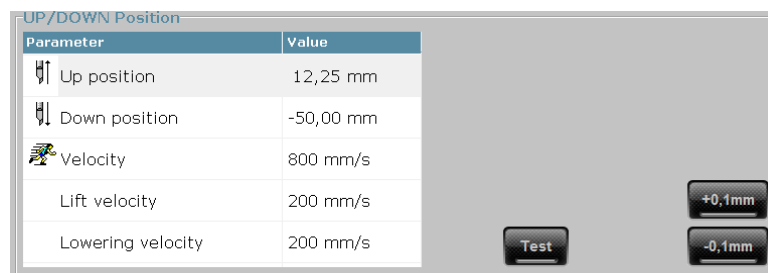 UP/DOWN Position
Parameter Value
Up position 12,25 mm
Down position -50,00 mm
Velocity 800 mm/s
Lift velocity 200 mm/s
+0,1mm
Lowering velocity 200 mm/s
Test
-0,1mm